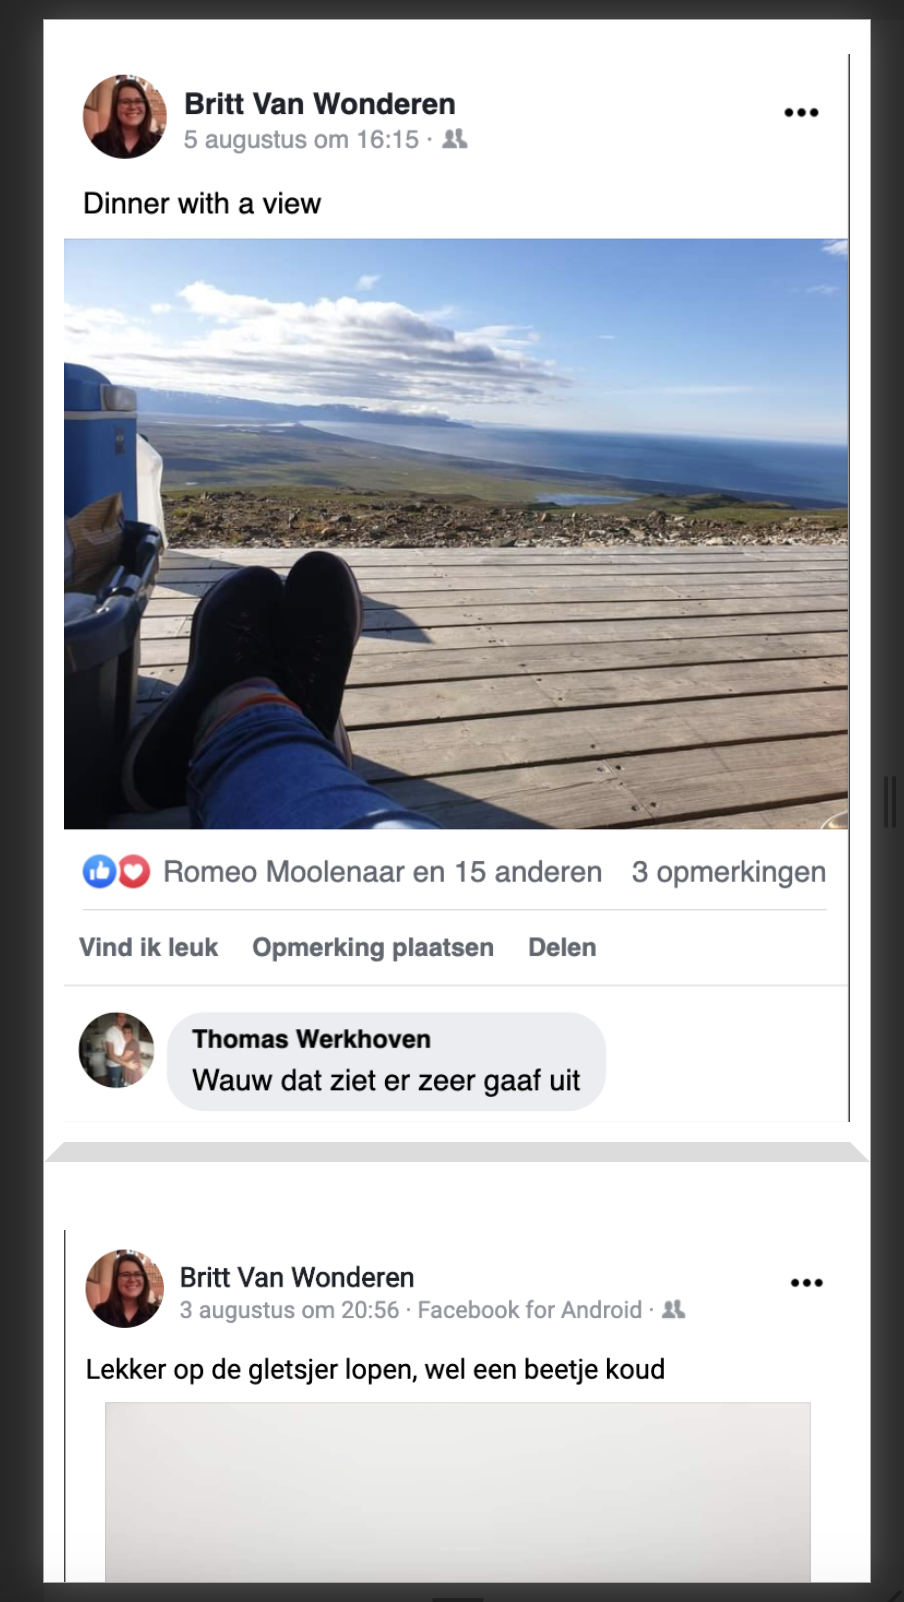 Britt Van Wonderen
5 augustus om 16:15 ·
Dinner with a view
Romeo Moolenaar en 15 anderen 3 opmerkingen
Vind ik leuk Opmerking plaatsen Delen
Thomas Werkhoven
Wauw dat ziet er zeer gaaf uit
Britt Van Wonderen
3 augustus om 20:56 · Facebook for Android ·
Lekker op de gletsjer lopen, wel een beetje koud